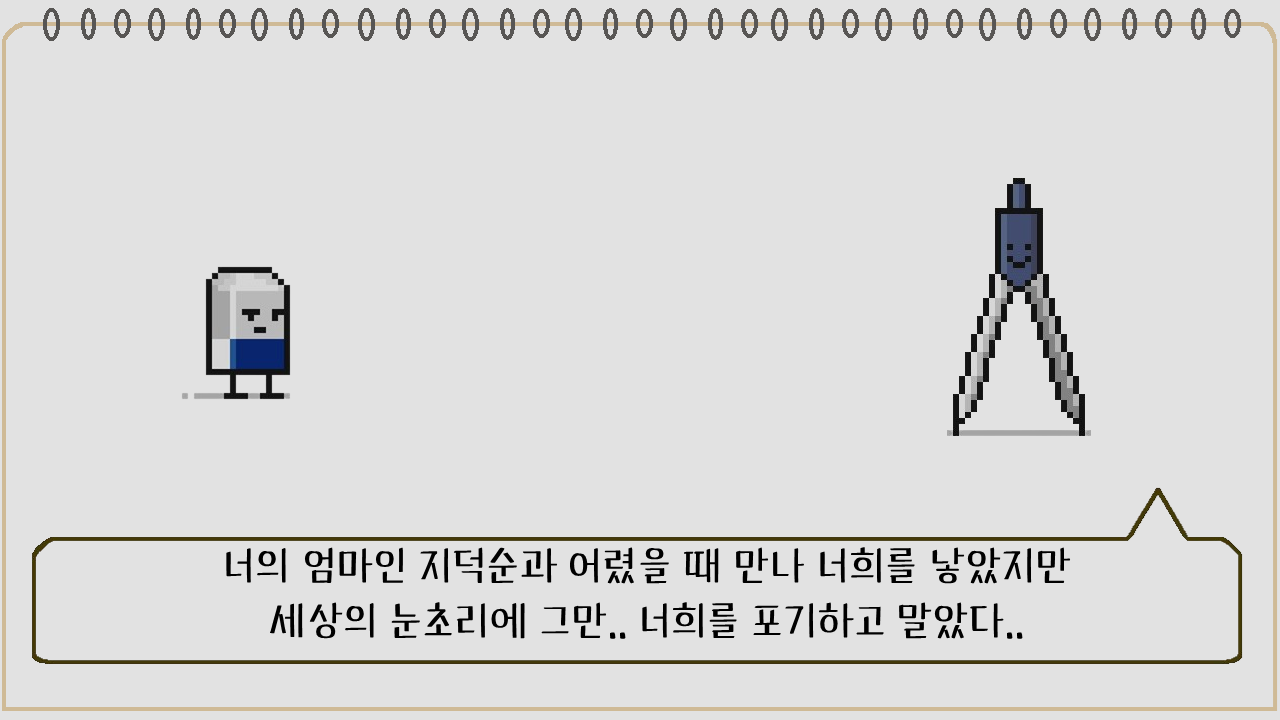 너의 엄마인 지덕순과 어렸을 때 만나 너희를 낳았지만
세상의 눈초리에 그만.. 너희를 포기하고 말았다..